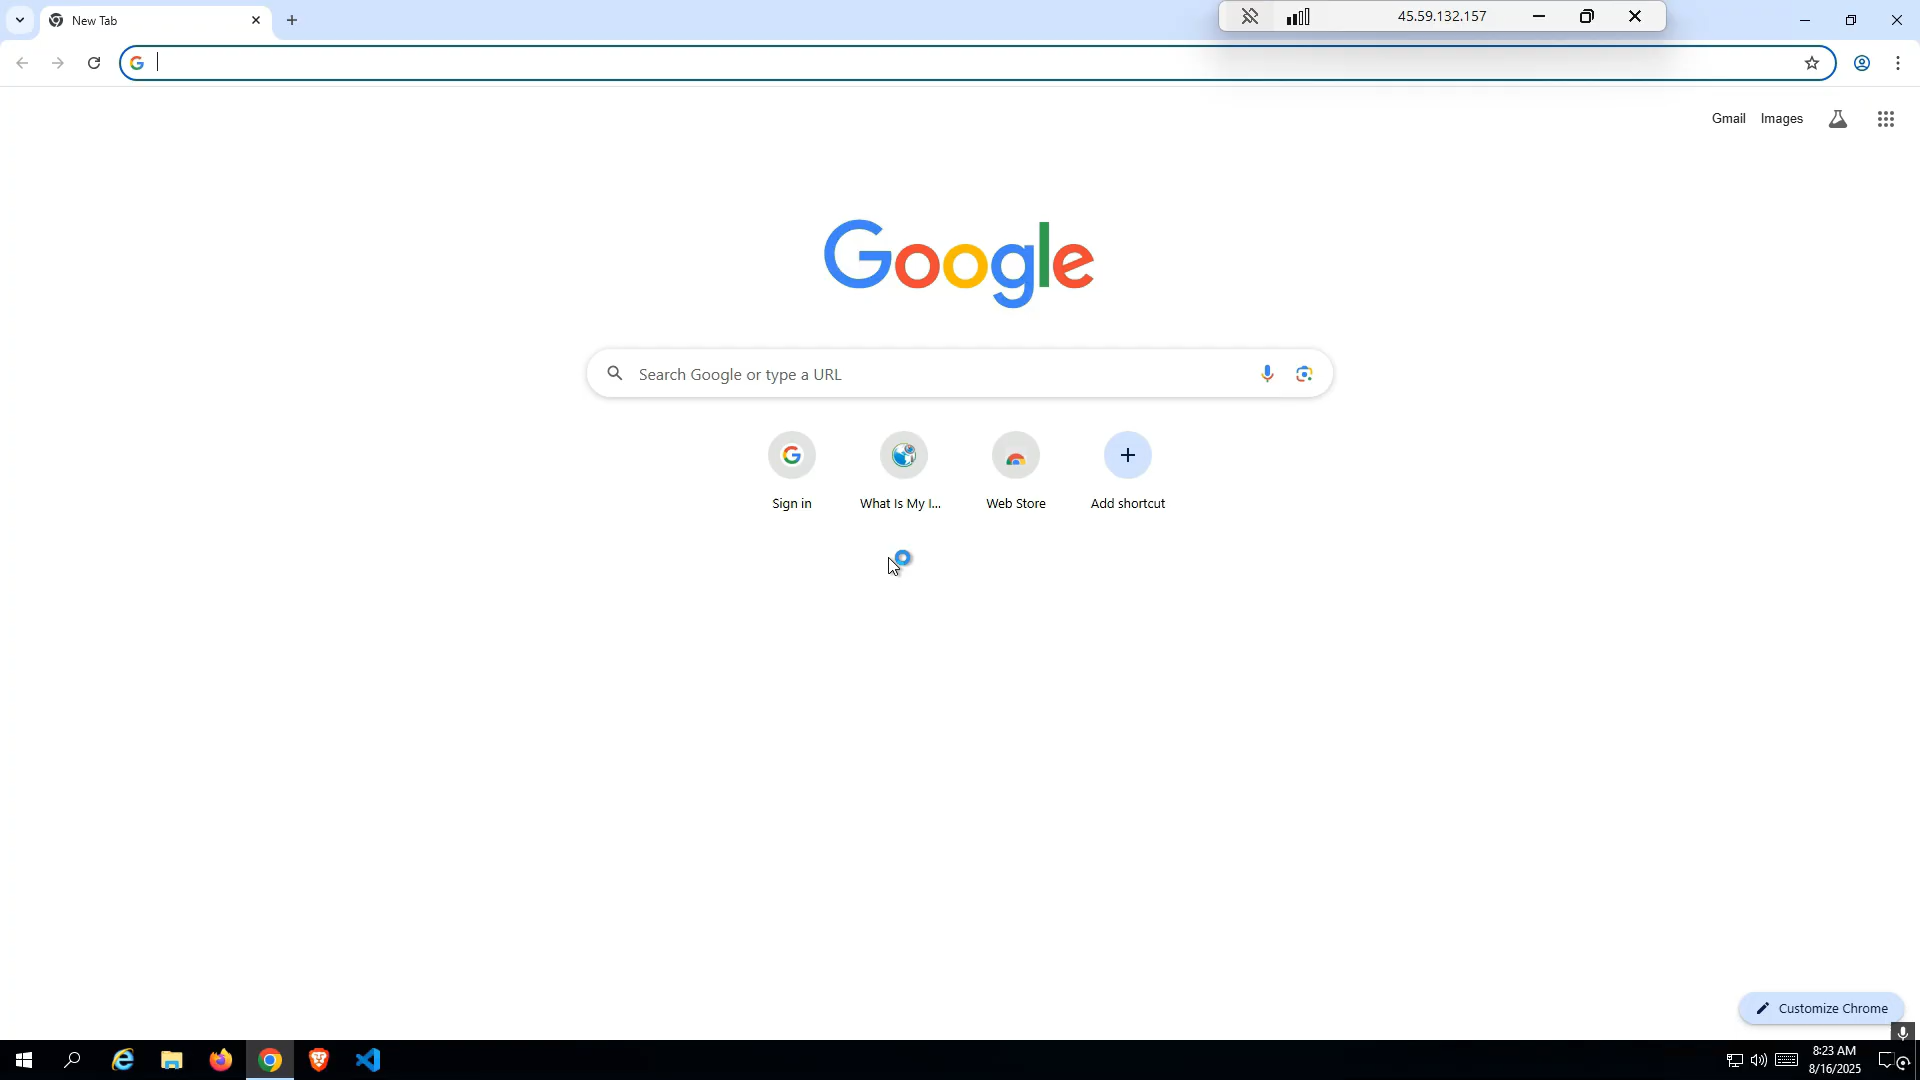 New Tab
45.59.132.157
Gmail Images
Google
Search Google or type a URL
Sign in
What Is My I...
Web Store
Add shortcut
Customize Chrome
8:23 AM
8/16/2025